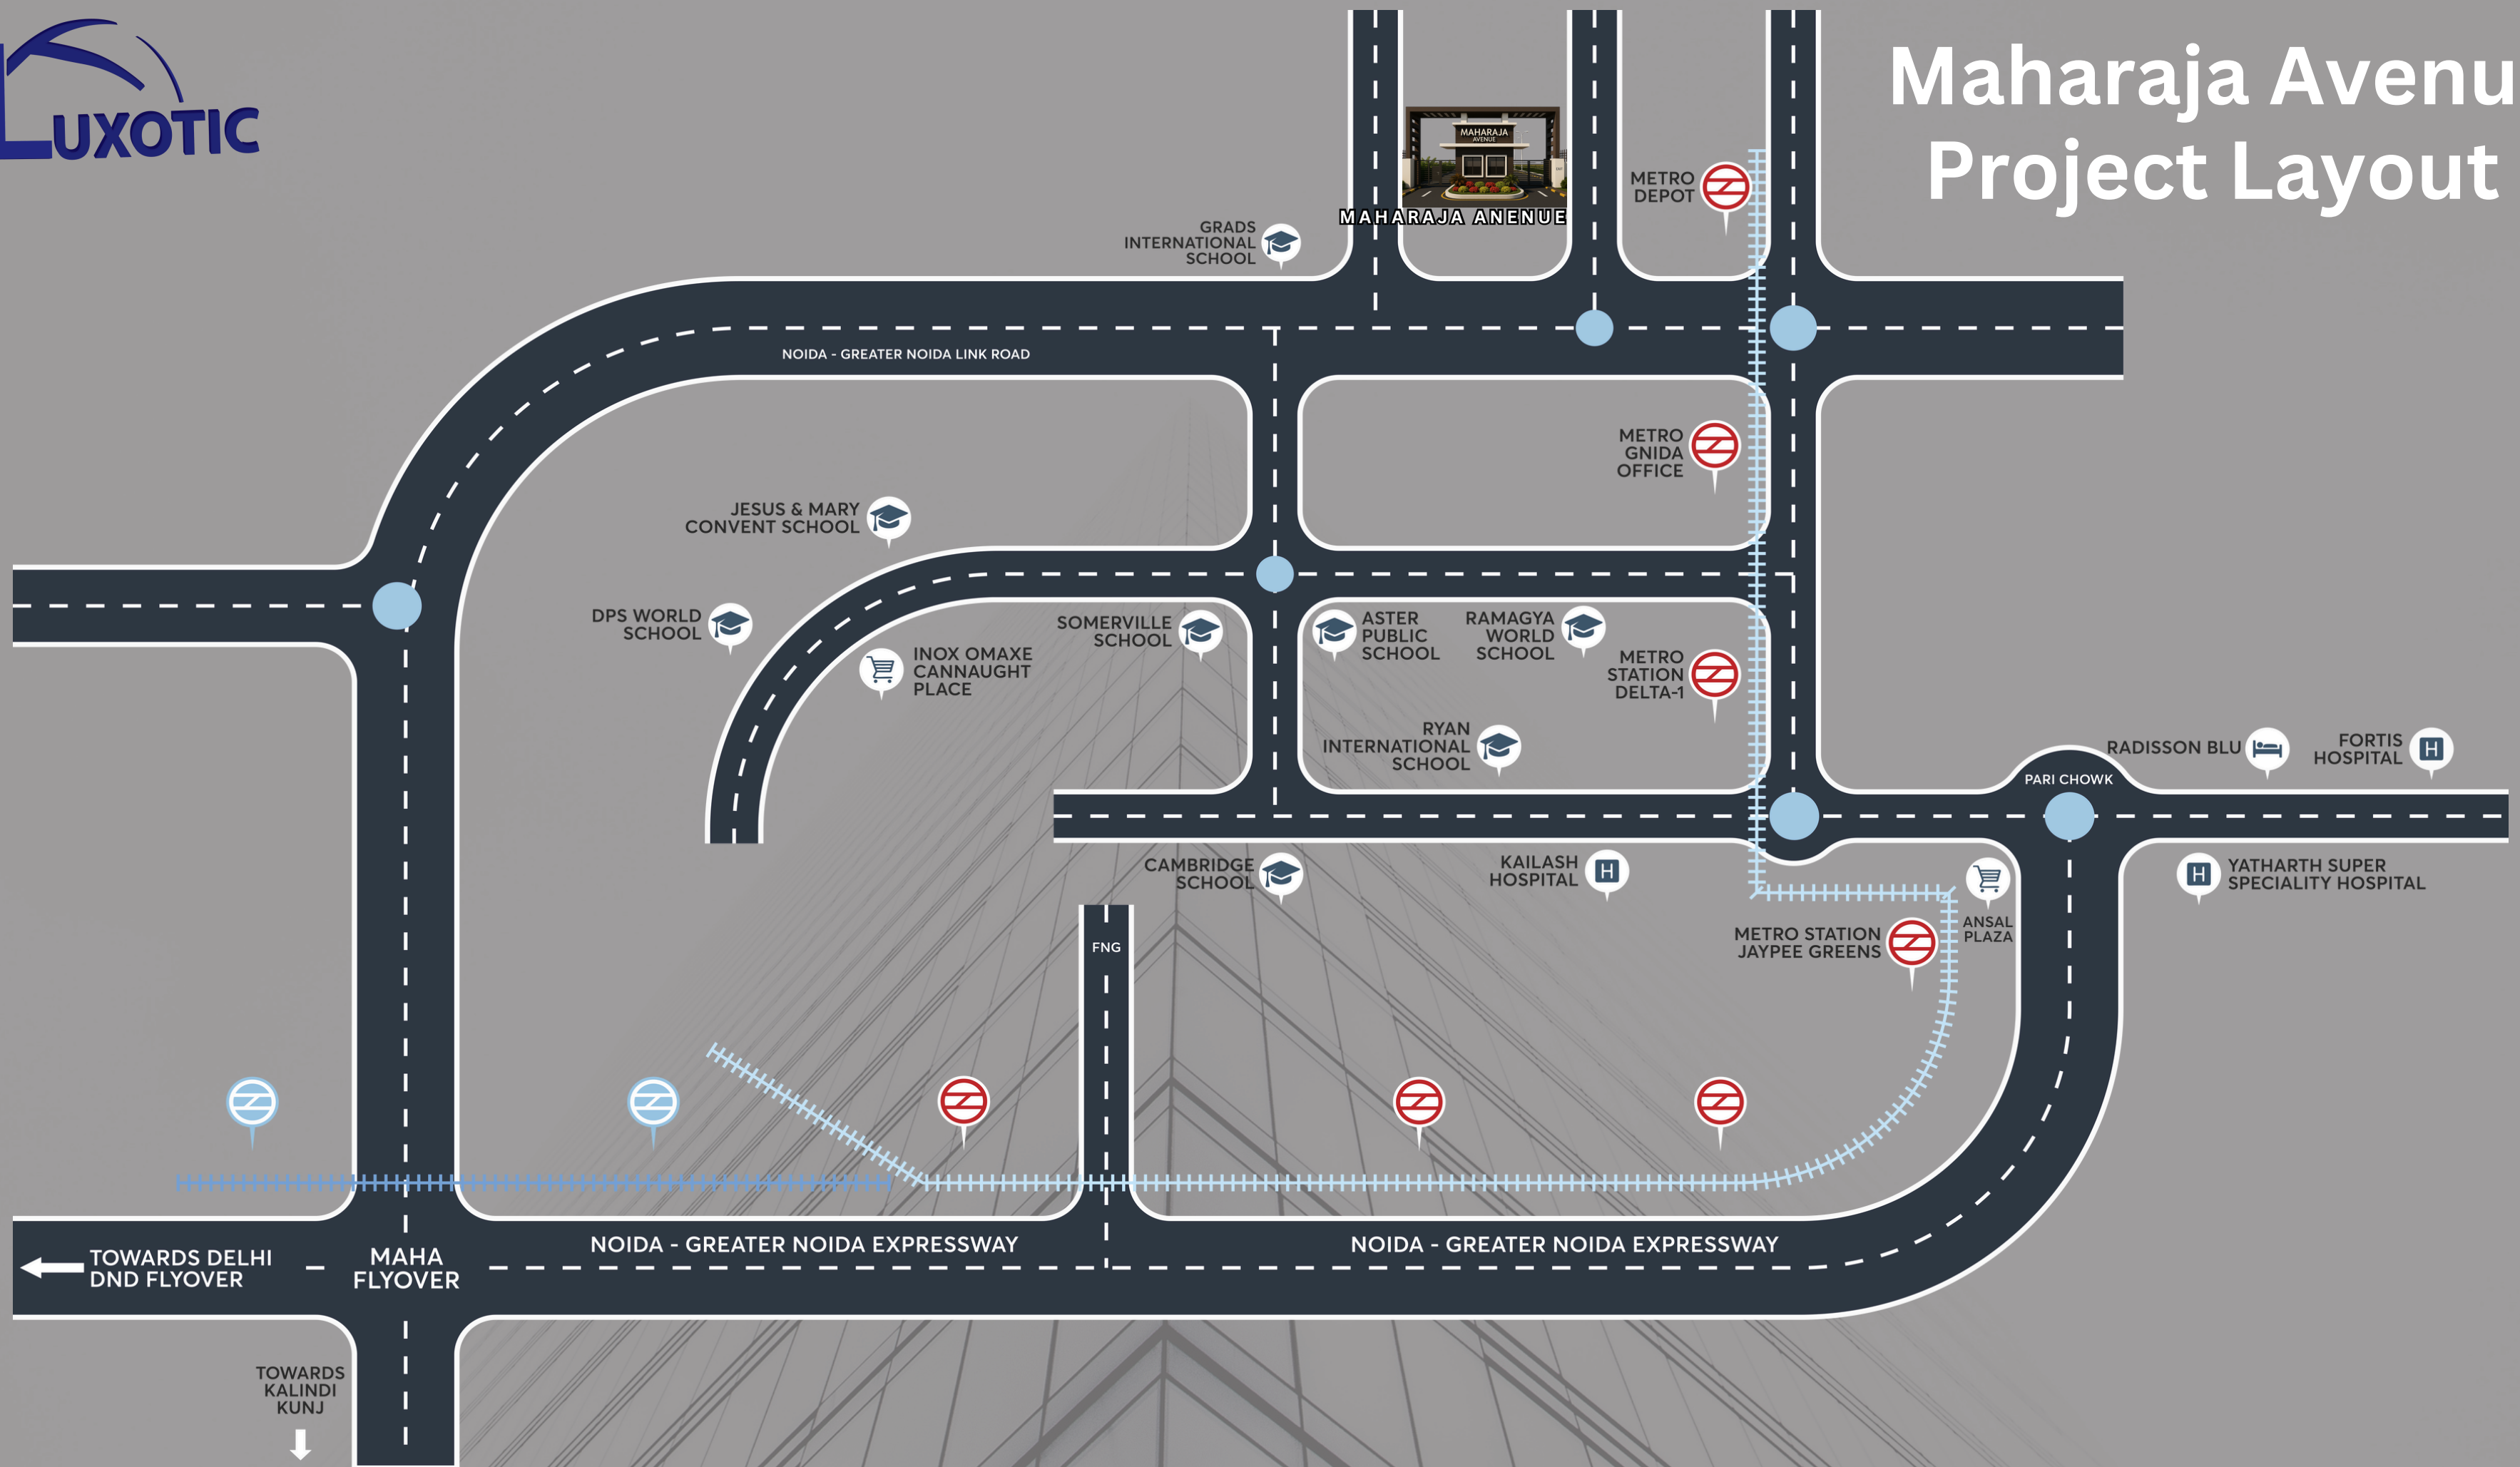 LUXOTIC
Maharaja Avenu
Project Layout
MAHARAJA
AVENUE
MAHARAJA ANENUE
METRO
DEPOT
GRADS
INTERNATIONAL
SCHOOL
NOIDA - GREATER NOIDA LINK ROAD
METRO
GNIDA
OFFICE
JESUS & MARY
CONVENT SCHOOL
DPS WORLD
SCHOOL
INOX OMAXE
CANNAUGHT
PLACE
SOMERVILLE
SCHOOL
ASTER
PUBLIC
SCHOOL
RAMAGYA
WORLD
SCHOOL
METRO
STATION
DELTA-1
RYAN
INTERNATIONAL
SCHOOL
RADISSON BLU
FORTIS
HOSPITAL
H
PARI CHOWK
CAMBRIDGE
SCHOOL
KAILASH
HOSPITAL
H
ANSAL
PLAZA
H
YATHARTH SUPER
SPECIALITY HOSPITAL
METRO STATION
JAYPEE GREENS
FNG
NOIDA - GREATER NOIDA EXPRESSWAY
NOIDA - GREATER NOIDA EXPRESSWAY
TOWARDS DELHI
DND FLYOVER
MAHA
FLYOVER
TOWARDS
KALINDI
KUNJ